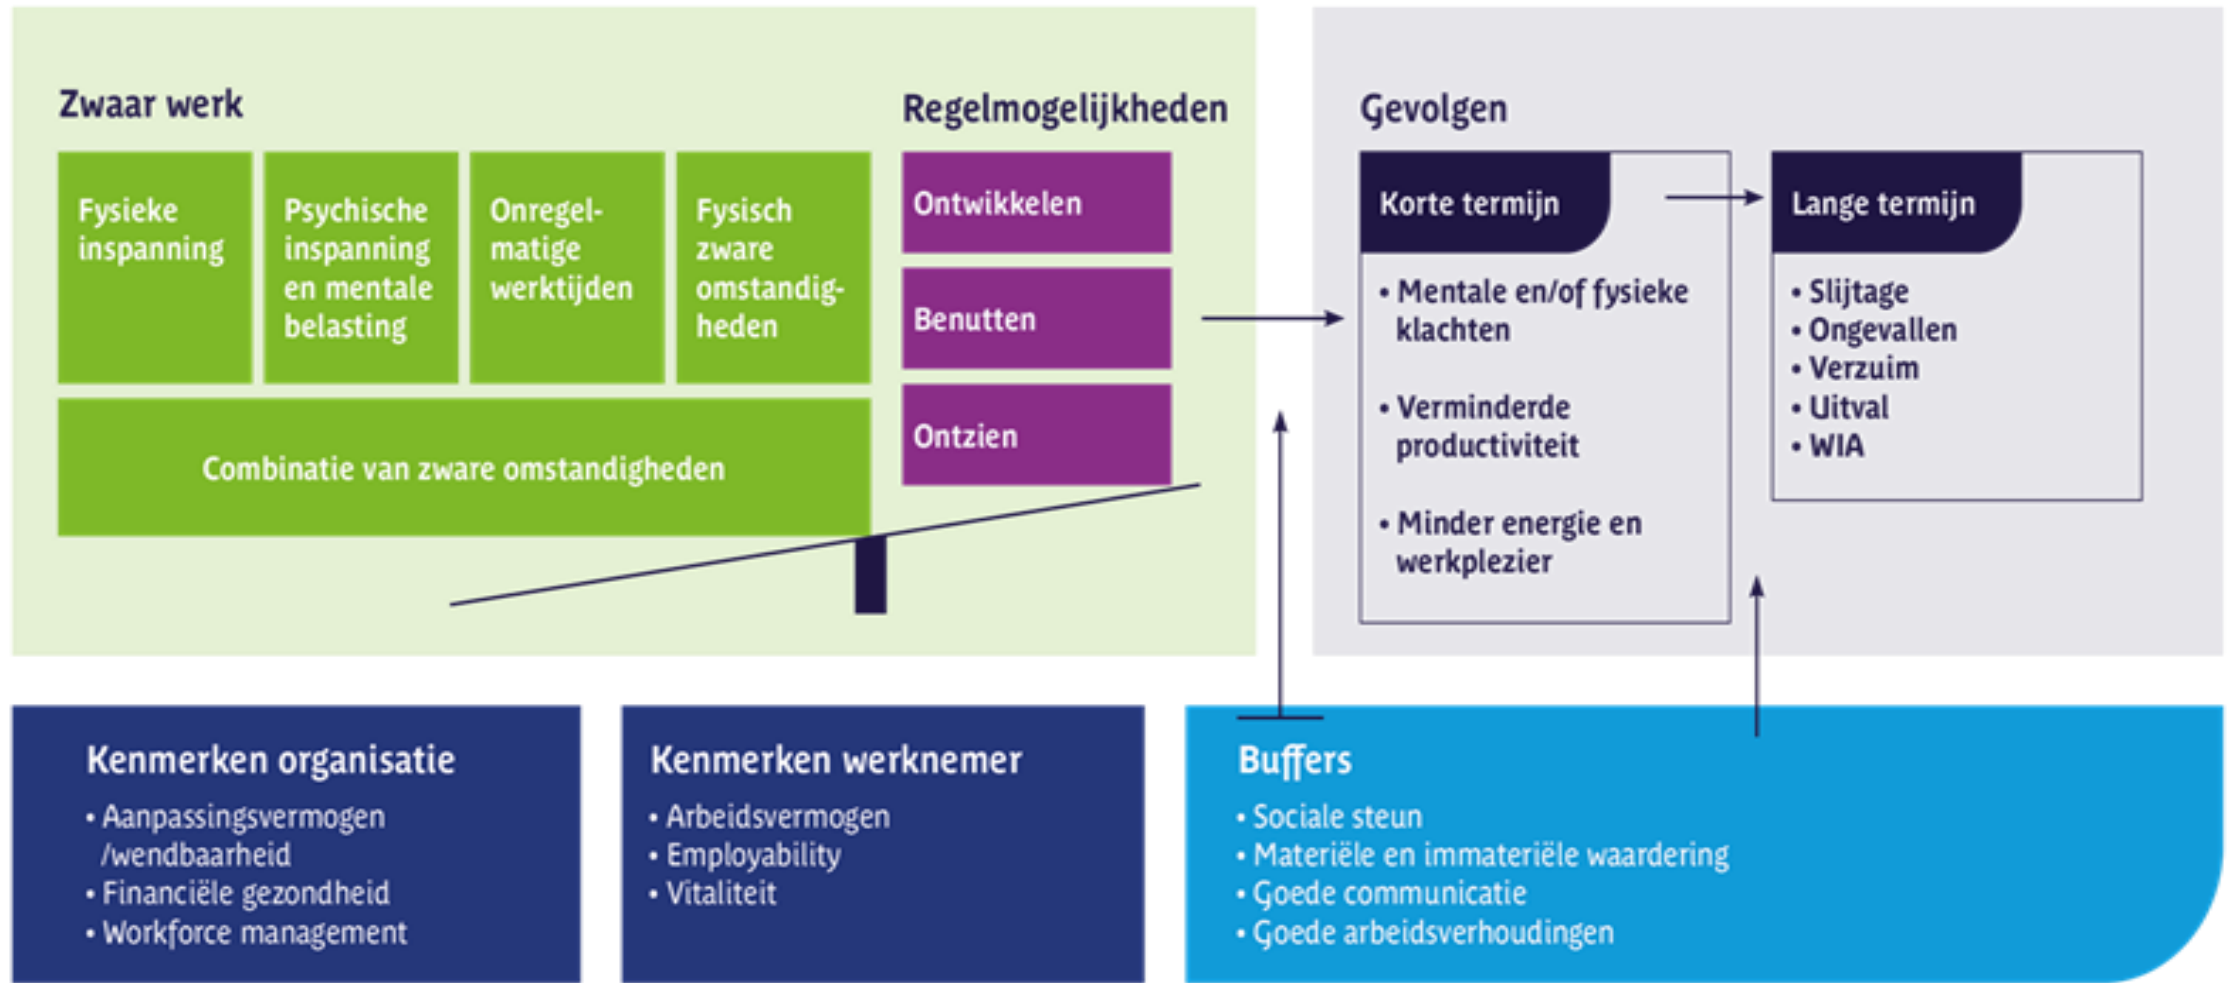 Zwaar werk
Fysieke
inspanning
Psychische
inspanning
en mentale
belasting
Onregel-
matige
werktijden
Fysisch
zware
omstandig-
heden
Combinatie van zware omstandigheden
Regelmogelijkheden
Ontwikkelen
Benutten
Ontzien
Gevolgen
Korte termijn
• Mentale en/of fysieke
klachten
• Verminderde
productiviteit
• Minder energie en
werkplezier
Lange termijn
• Slijtage
• Ongevallen
• Verzuim
• Uitval
• WIA
Kenmerken organisatie
• Aanpassingsvermogen
/wendbaarheid
• Financiële gezondheid
• Workforce management
Kenmerken werknemer
• Arbeidsvermogen
• Employability
• Vitaliteit
Buffers
• Sociale steun
• Materiële en immateriële waardering
• Goede communicatie
• Goede arbeidsverhoudingen